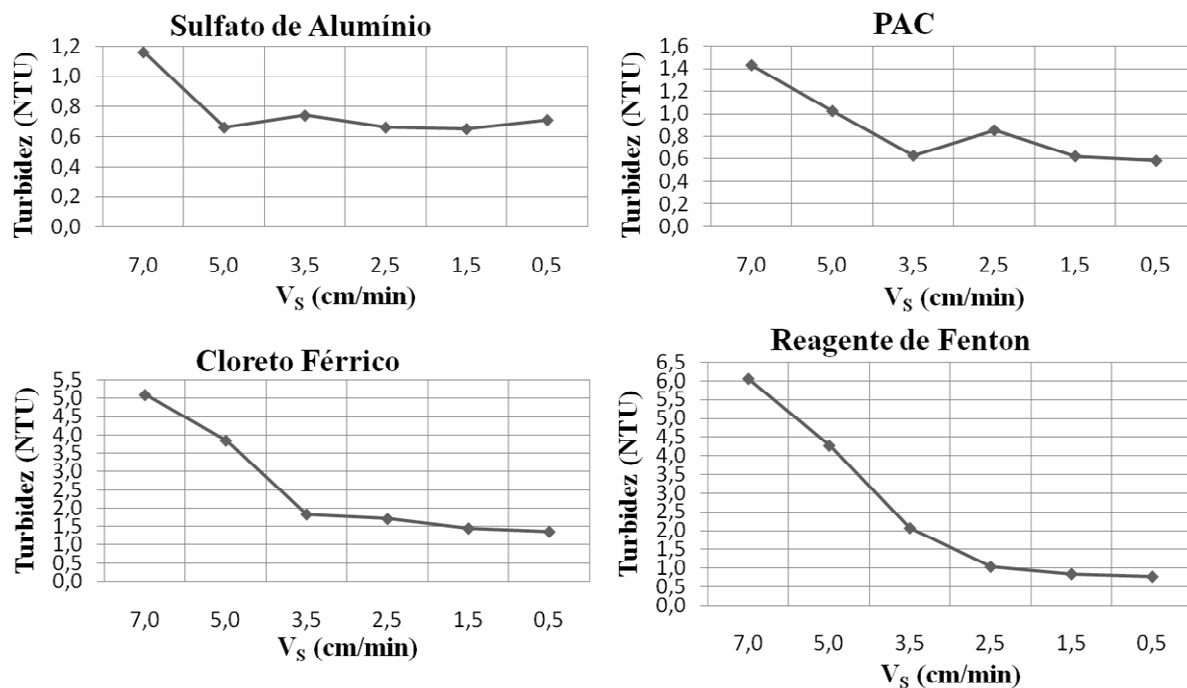 Sulfato de Alumínio
Turbidez (NTU)
1,2
1,0
0,8
0,6
0,4
0,2
0,0
7,0 5,0 3,5 2,5 1,5 0,5
V_S (cm/min)
PAC
Turbidez (NTU)
1,6
1,4
1,2
1,0
0,8
0,6
0,4
0,2
0,0
7,0 5,0 3,5 2,5 1,5 0,5
V_S (cm/min)
Cloreto Férrico
Turbidez (NTU)
5,5
5,0
4,5
4,0
3,5
3,0
2,5
2,0
1,5
1,0
0,5
0,0
7,0 5,0 3,5 2,5 1,5 0,5
V_S (cm/min)
Reagente de Fenton
Turbidez (NTU)
6,5
6,0
5,5
5,0
4,5
4,0
3,5
3,0
2,5
2,0
1,5
1,0
0,5
0,0
7,0 5,0 3,5 2,5 1,5 0,5
V_S (cm/min)